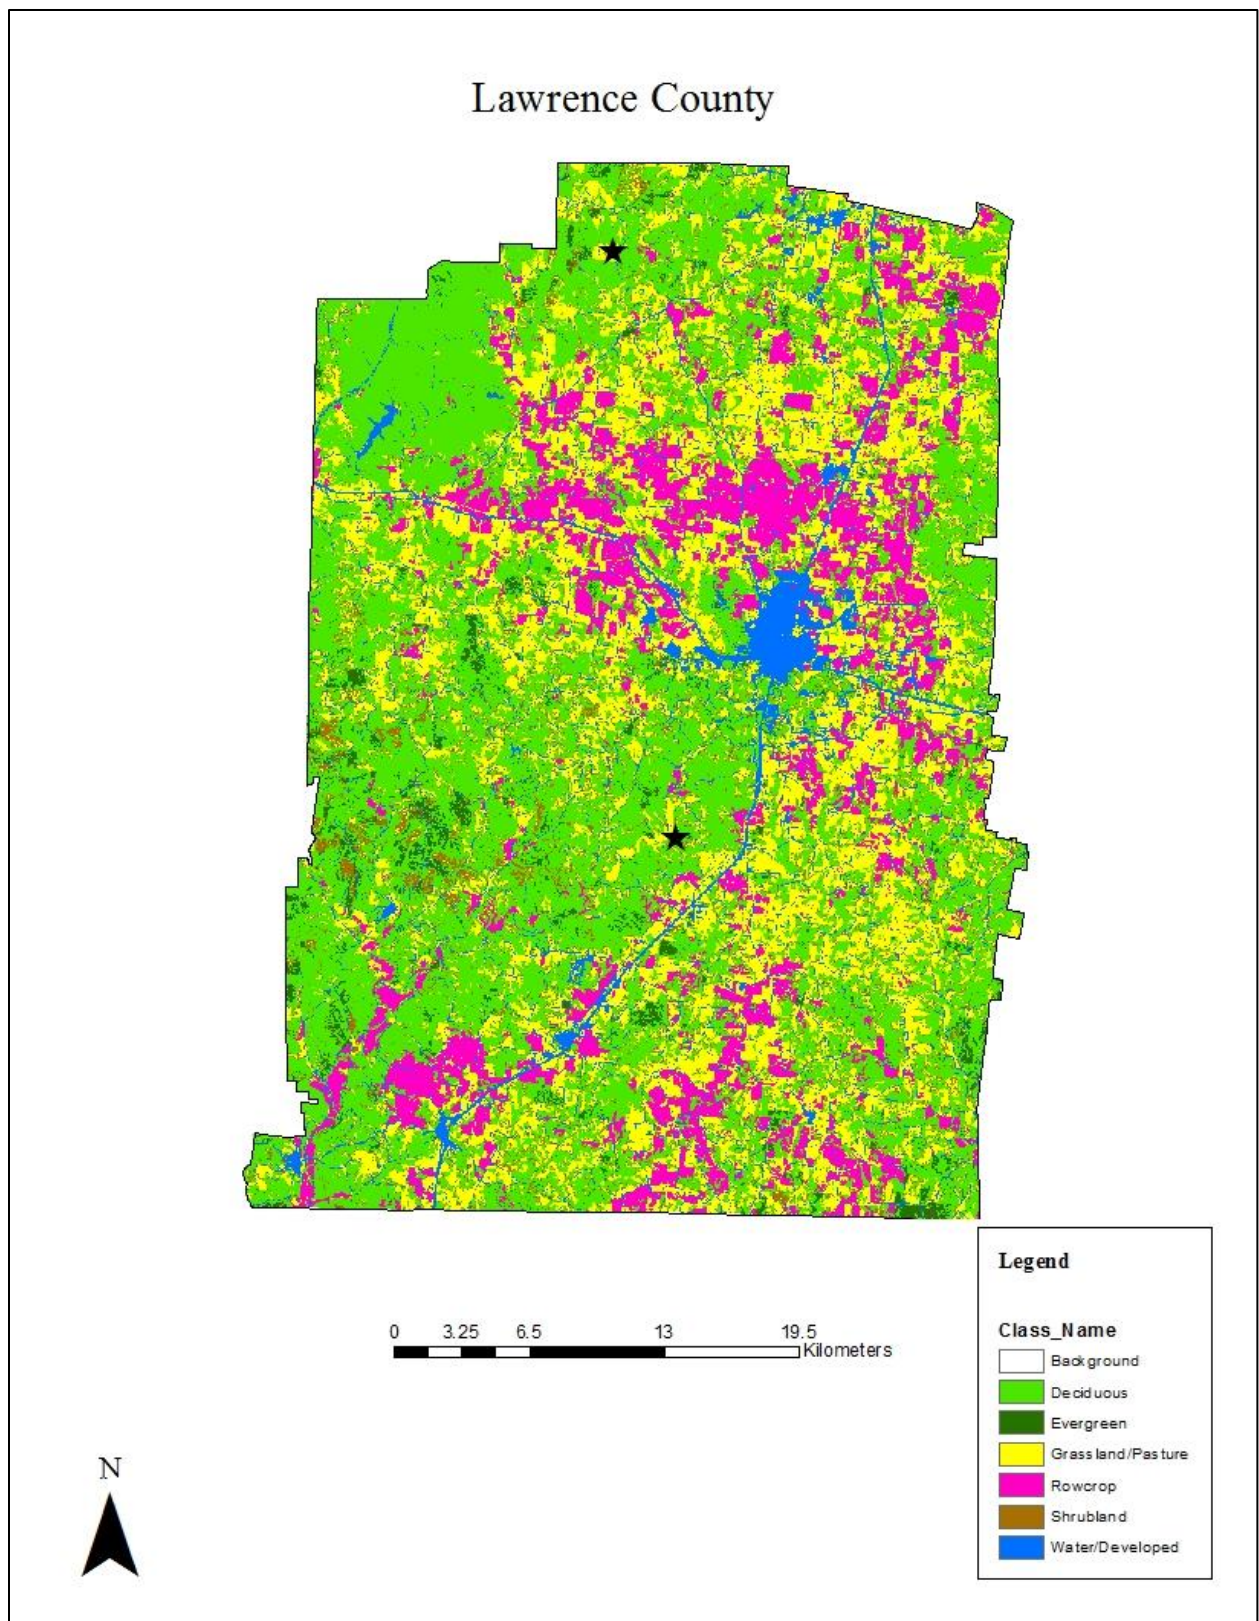 Lawrence County
0 3.25 6.5 13 19.5
Kilometers
N
Legend
Class_Name
Background
Deciduous
Evergreen
Grassland/Pasture
Rowcrop
Shrubland
Water/Developed